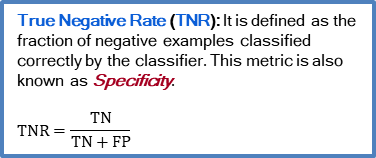 True Negative Rate (TNR): It is defined as the
fraction of negative examples classified
correctly by the classifier. This metric is also
known as Specificity.
TNR = TN / TN + FP